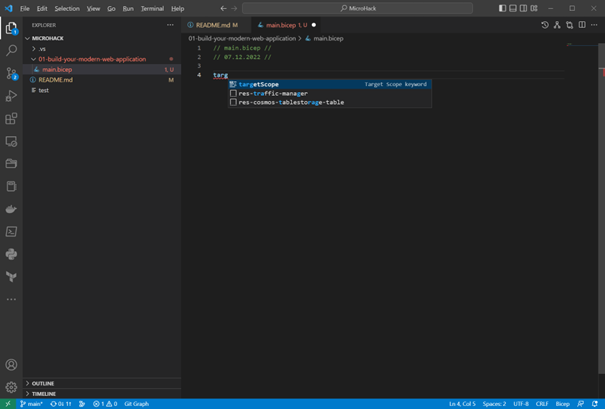 File Edit Selection View Go Run Terminal Help
MicroHack
EXPLORER
MICROHACK
.vs
01-build-your-modern-web-application
main.bicep 1, U
README.md M
test
OUTLINE
TIMELINE
README.md M
main.bicep 1, U
01-build-your-modern-web-application > main.bicep
1 // main.bicep //
2 // 07.12.2022 //
3
4 targ
targetScope Target Scope keyword
res-traffic-manager
res-cosmos-tablestorage-table
main* 0↓ 1↑ 1 0 Git Graph
Ln 4, Col 5 Spaces: 2 UTF-8 CRLF Bicep